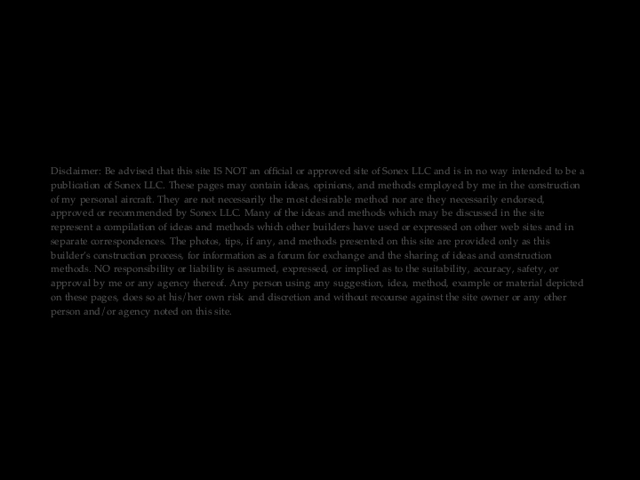 Disclaimer: Be advised that this site IS NOT an official or approved site of Sonex LLC and is in no way intended to be a
publication of Sonex LLC. These pages may contain ideas, opinions, and methods employed by me in the construction
of my personal aircraft. They are not necessarily the most desirable method nor are they necessarily endorsed,
approved or recommended by Sonex LLC. Many of the ideas and methods which may be discussed in the site
represent a compilation of ideas and methods which other builders have used or expressed on other web sites and in
separate correspondences. The photos, tips, if any, and methods presented on this site are provided only as this
builder's construction process, for information as a forum for exchange and the sharing of ideas and construction
methods. NO responsibility or liability is assumed, expressed, or implied as to the suitability, accuracy, safety, or
approval by me or any agency thereof. Any person using any suggestion, idea, method, example or material depicted
on these pages, does so at his/her own risk and discretion and without recourse against the site owner or any other
person and/or agency noted on this site.